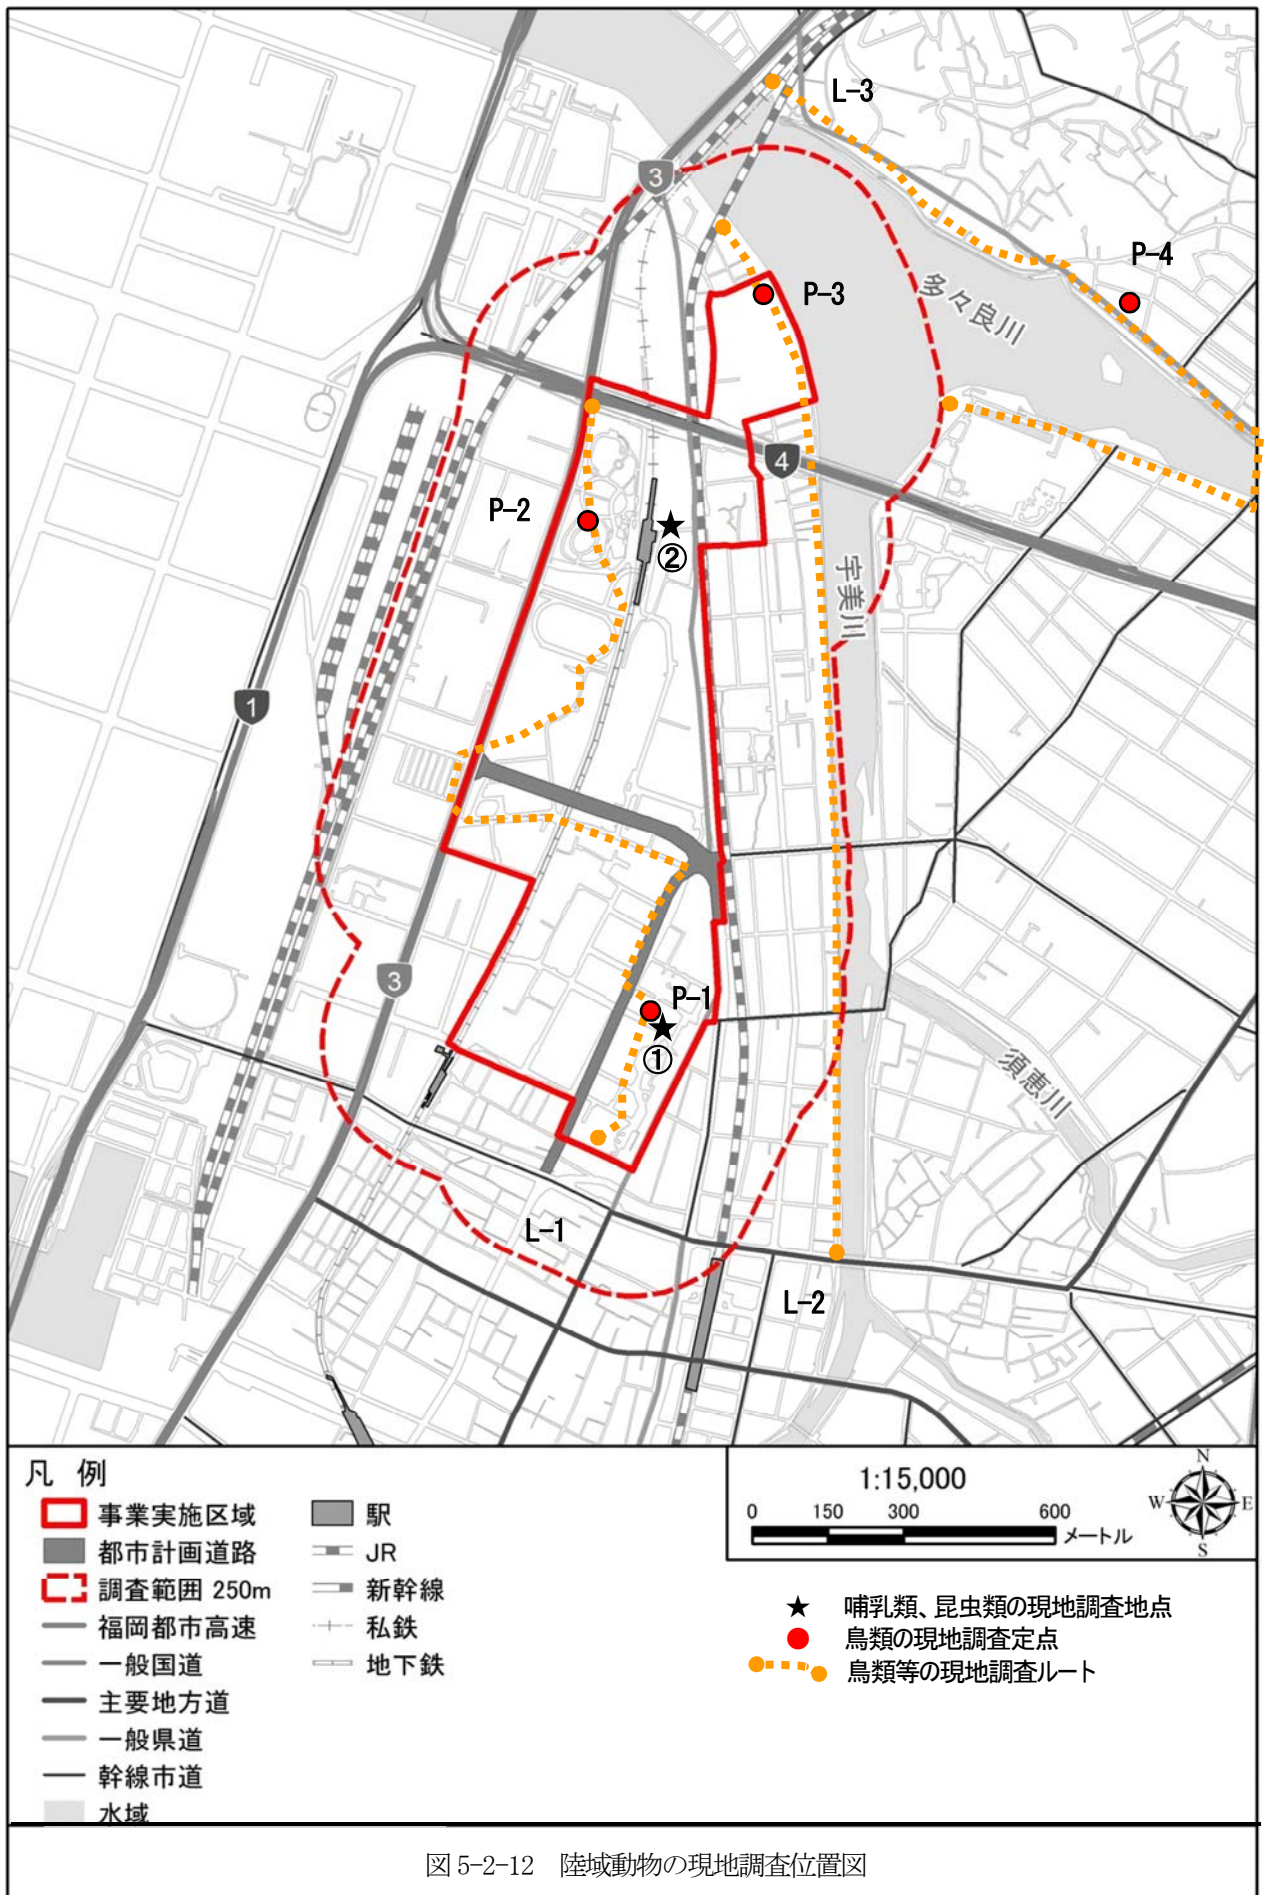 L-3
3
P-4
P-3
多々良川
4
P-2
②
宇美川
1
3
P-1
①
須恵川
L-1
L-2
凡 例
事業実施区域
都市計画道路
調査範囲 250m
福岡都市高速
一般国道
主要地方道
一般県道
幹線市道
水域
駅
JR
新幹線
私鉄
地下鉄
1:15,000
0 150 300 600
メートル
N
W E
S
哺乳類、昆虫類の現地調査地点
鳥類の現地調査定点
鳥類等の現地調査ルート
図 5-2-12 陸域動物の現地調査位置図